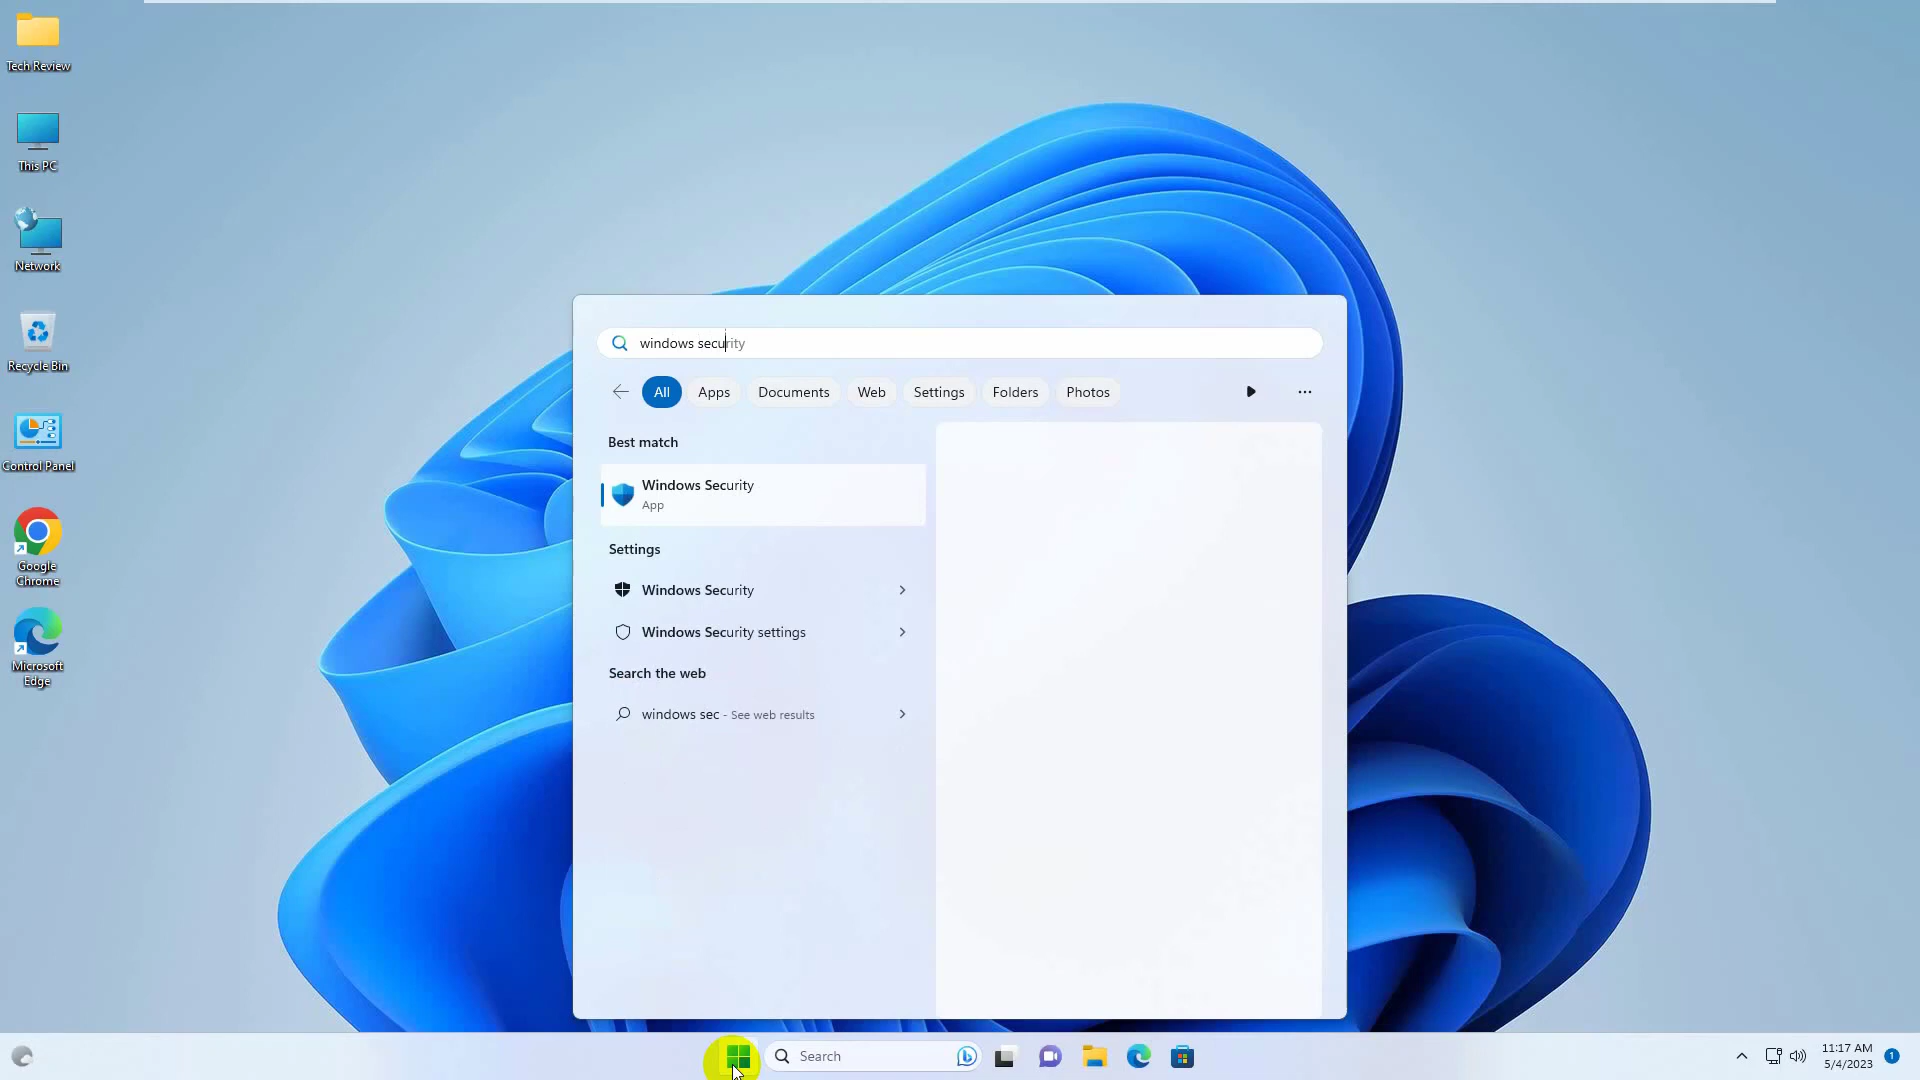 Tech Review
This PC
Network
Recycle Bin
Control Panel
Google
Chrome
Microsoft
Edge
windows security
All
Apps
Documents
Web
Settings
Folders
Photos
Best match
Windows Security
App
Settings
Windows Security
Windows Security settings
Search the web
windows sec - See web results
Search
11:17 AM
5/4/2023
1